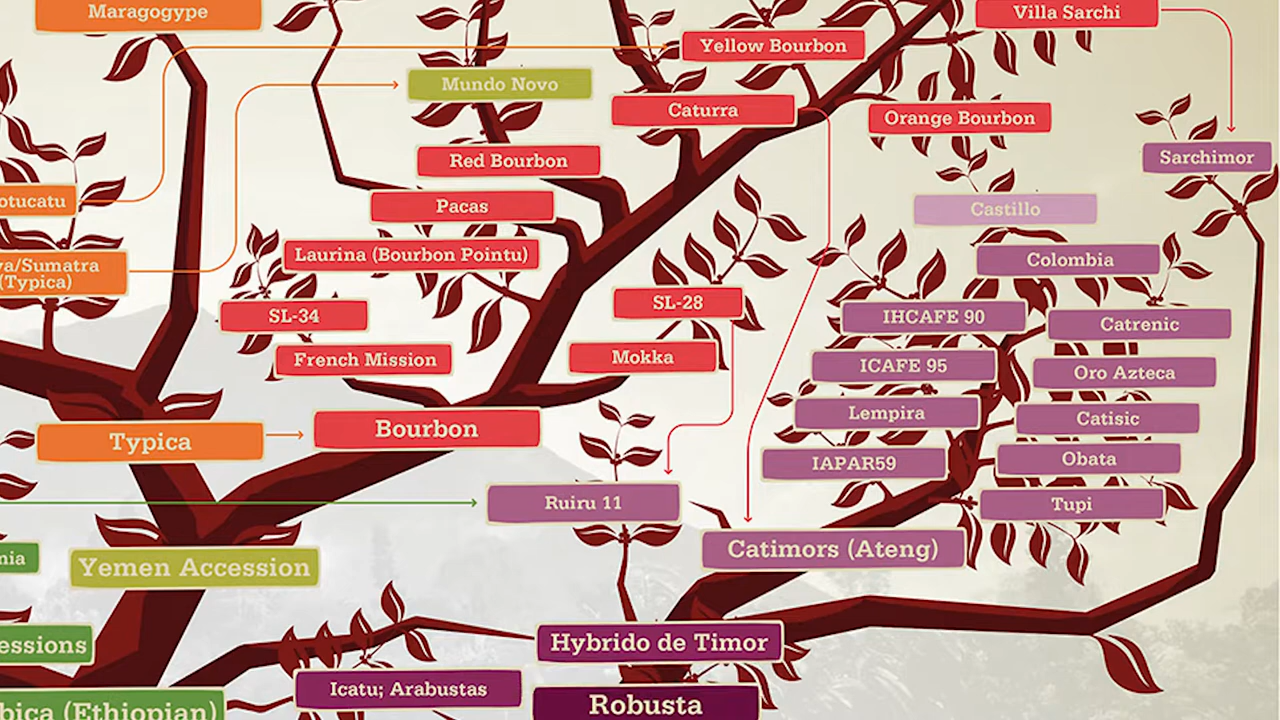 Maragogype
Villa Sarchi
Yellow Bourbon
Mundo Novo
Caturra
Orange Bourbon
Red Bourbon
Sarchimor
otucatu
Pacas
Castillo
Laurina (Bourbon Pointu)
va/Sumatra
(Typica)
Colombia
SL-28
SL-34
IHCAFE 90
Catrenic
French Mission
Mokka
ICAFE 95
Oro Azteca
Lempira
Catisic
Typica
Bourbon
IAPAR59
Obata
Ruiru 11
Tupi
Catimors (Ateng)
nia
Yemen Accession
essions
Hybrido de Timor
Icatu; Arabustas
Robusta
bica (Ethiopian)